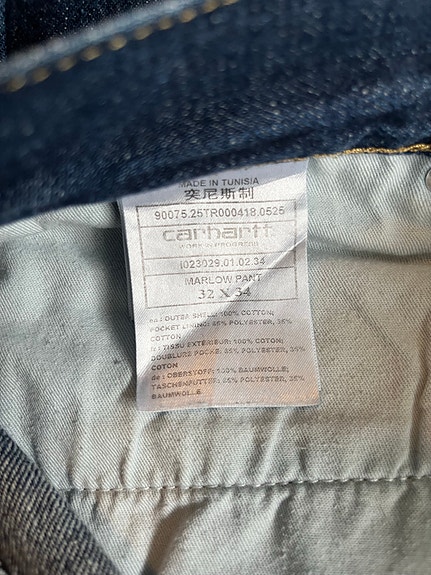 MADE IN TUNISIA
突尼斯制
90075.25TR000418.0525
carhartt
WORK IN PROGRESS
I023029.01.02.34
MARLOW PANT
32 X 34
en: OUTER SHELL: 100% COTTON;
POCKET LINING: 65% POLYESTER, 35%
COTTON
fr: TISSU EXTERIEUR: 100% COTON;
DOUBLURE POCHE: 65% POLYESTER, 35%
COTON
de: OBERSTOFF: 100% BAUMWOLLE;
TASCHENFUTTER: 65% POLYESTER, 35%
BAUMWOLLE